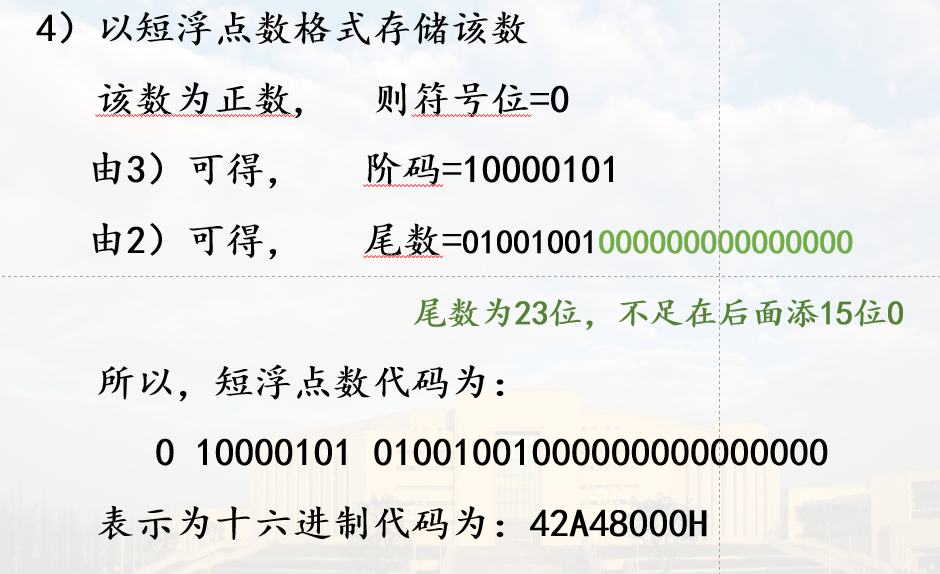 4）以短浮点数格式存储该数
该数为正数， 则符号位=0
由3）可得， 阶码=10000101
由2）可得， 尾数=01001001000000000000000
尾数为23位，不足在后面添15位0
所以，短浮点数代码为：
0 10000101 01001001000000000000000
表示为十六进制代码为：42A48000H